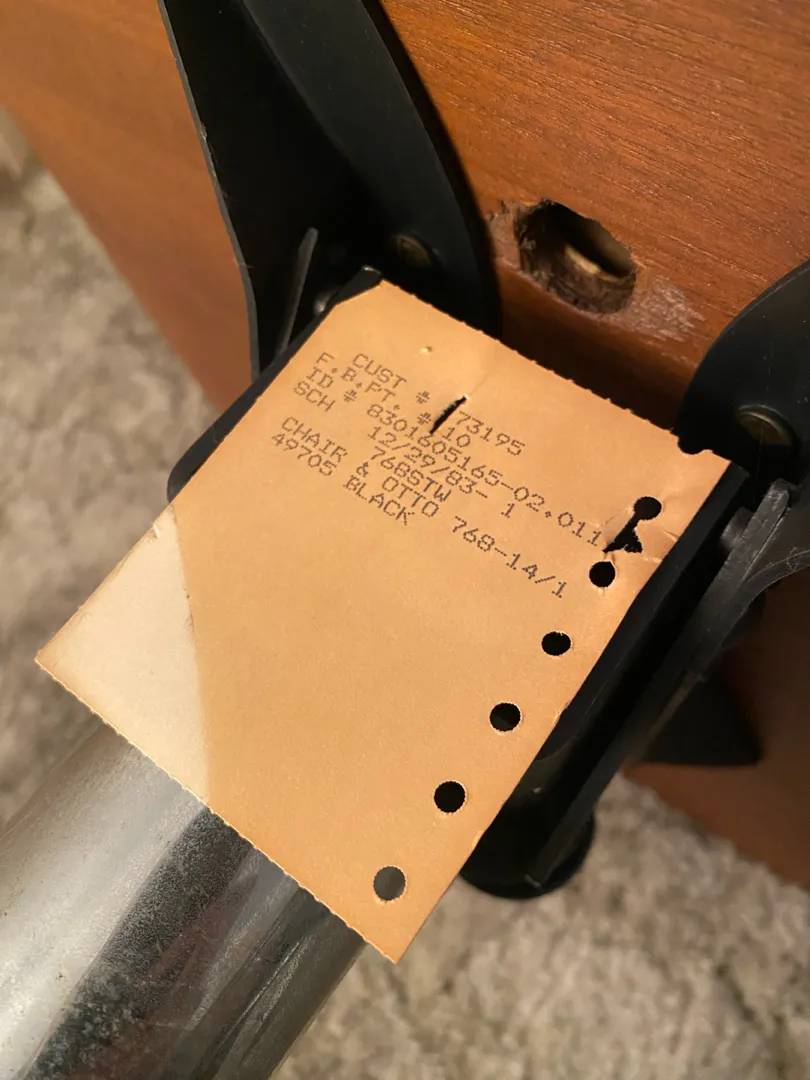 CUST # 73195
F.B.PT. # 10
ID # 8301605165-02.011
SCH 12/29/83- 1
768STW
CHAIR & OTTO 768-14/1
49705 BLACK